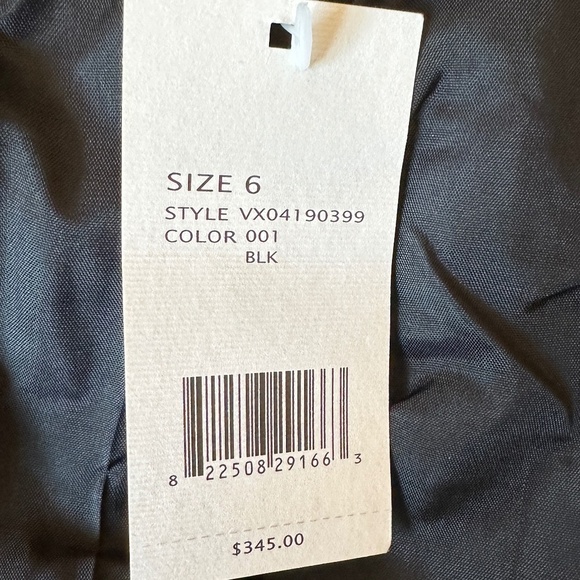 SIZE 6
STYLE VX04190399
COLOR 001
BLK
8 22508 29166 3
$345.00